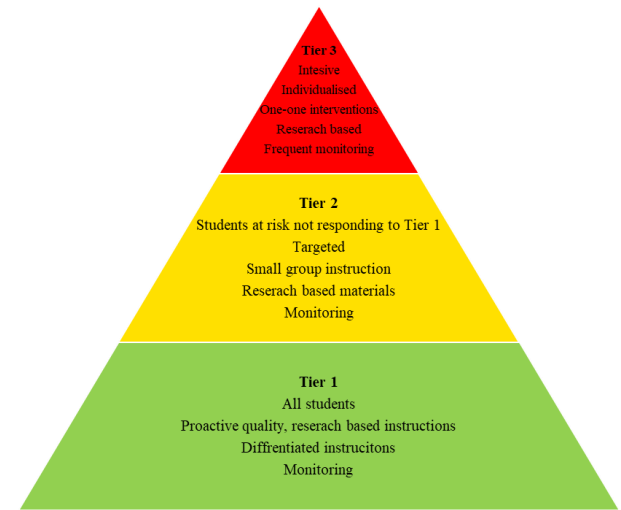 Tier 3
Intesive
Individualised
One-one interventions
Reserach based
Frequent monitoring
Tier 2
Students at risk not responding to Tier 1
Targeted
Small group instruction
Reserach based materials
Monitoring
Tier 1
All students
Proactive quality, reserach based instructions
Diffrentiated instrucitons
Monitoring